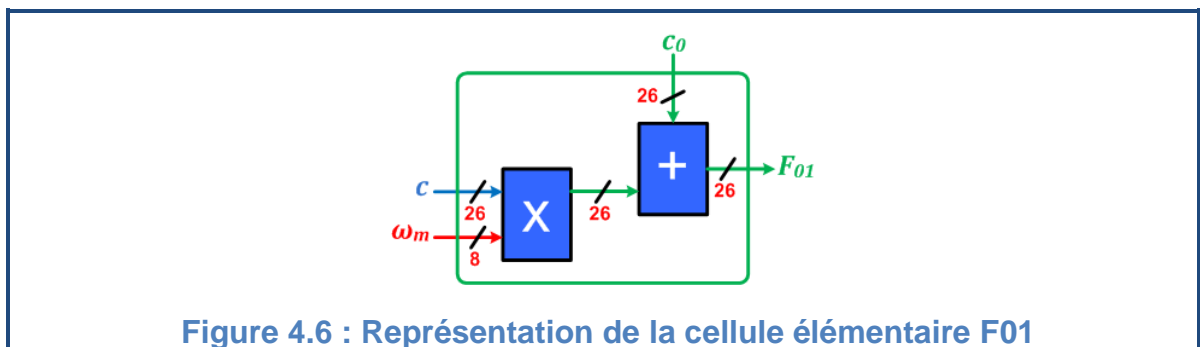 c₀
26
+
F₀₁
26
c
26
X
26
ωₘ
8
Figure 4.6 : Représentation de la cellule élémentaire F01